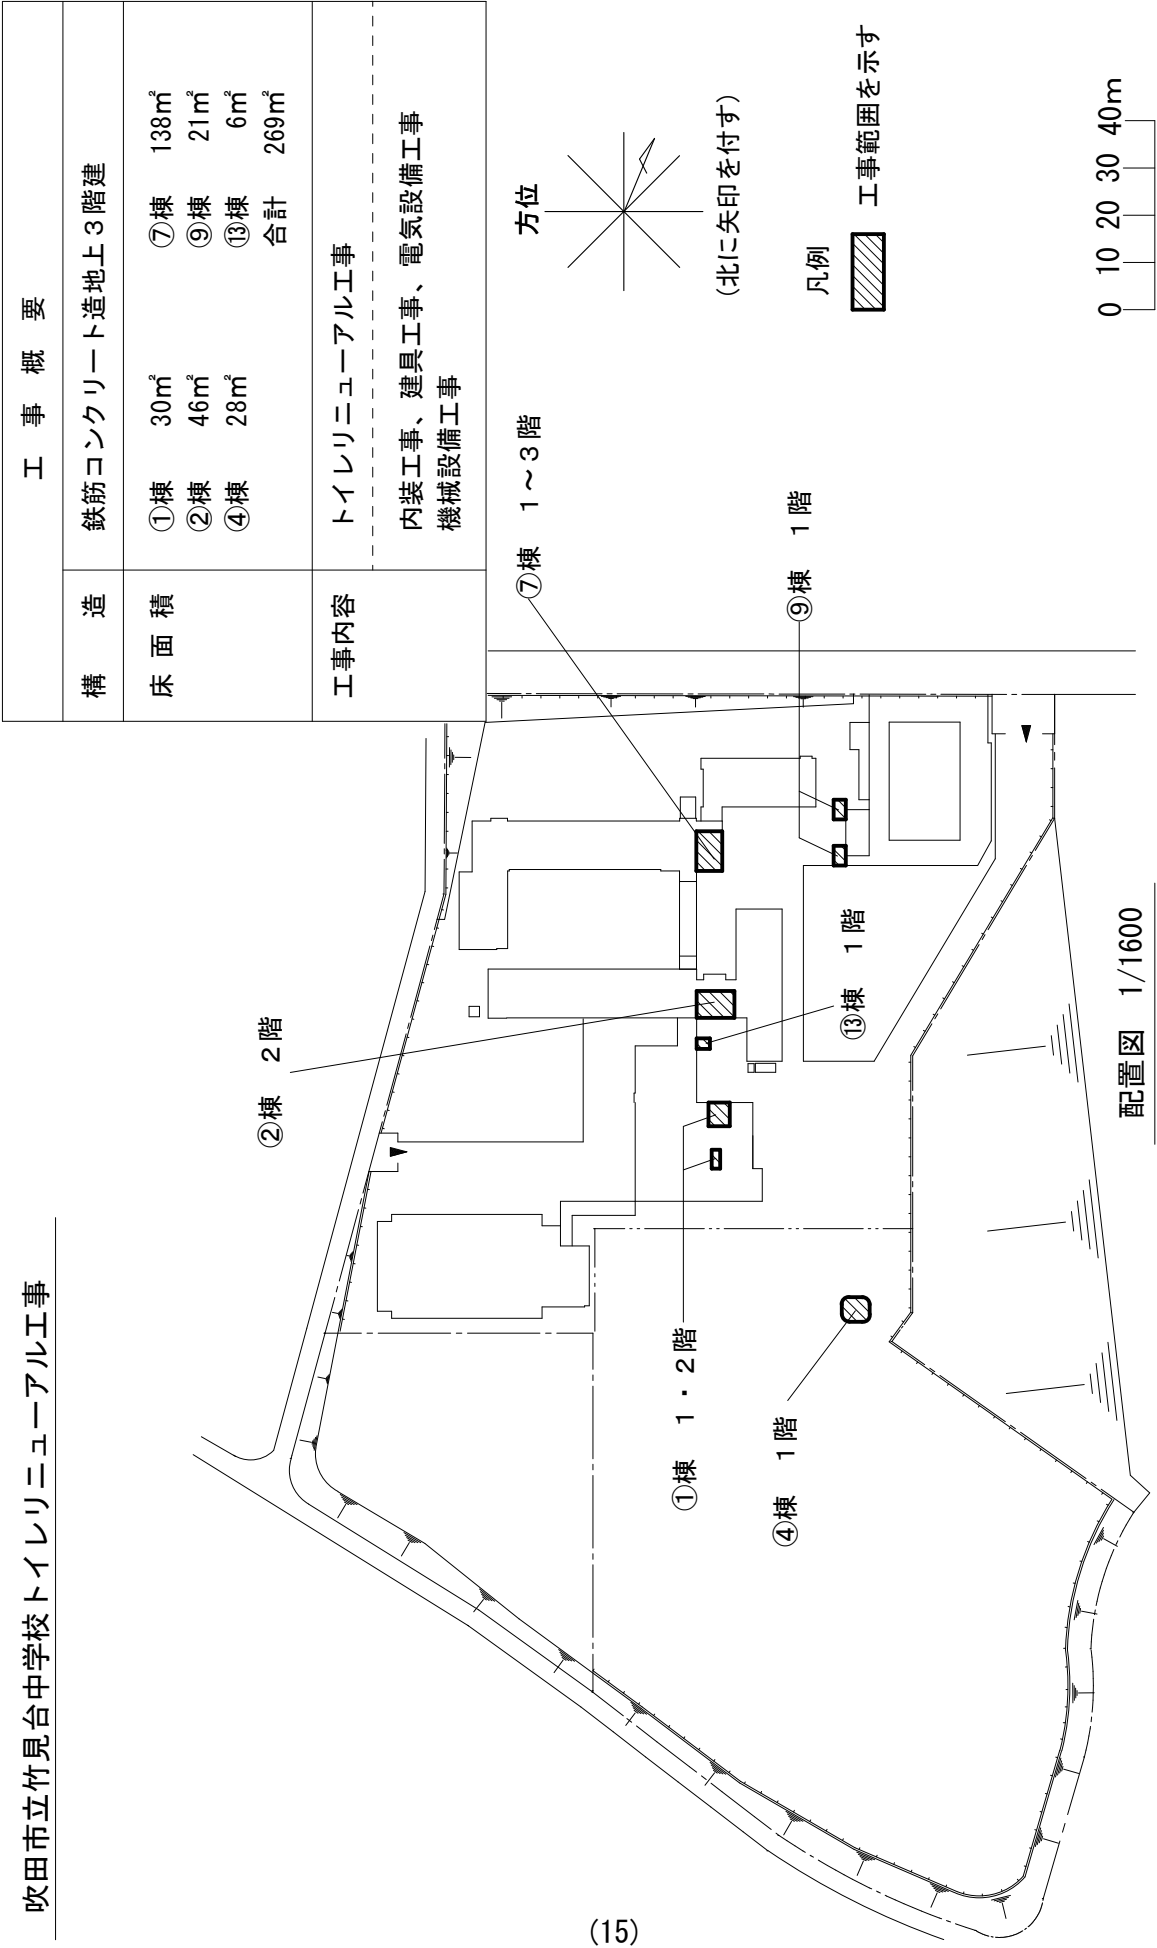 吹田市立竹見台中学校トイレリニューアル工事
工 事 概 要
構 造 鉄筋コンクリート造地上３階建
床 面 積 ①棟 30㎡ ⑦棟 138㎡
②棟 46㎡ ⑨棟 21㎡
④棟 28㎡ ⑬棟 6㎡
合計 269㎡
工事内容 トイレリニューアル工事
内装工事、建具工事、電気設備工事
機械設備工事
②棟 ２階
⑦棟 １～３階
方位
(北に矢印を付す)
①棟 １・２階
④棟 １階
⑬棟 １階
⑨棟 １階
凡例
工事範囲を示す
配置図 1/1600
0 10 20 30 40m
(15)